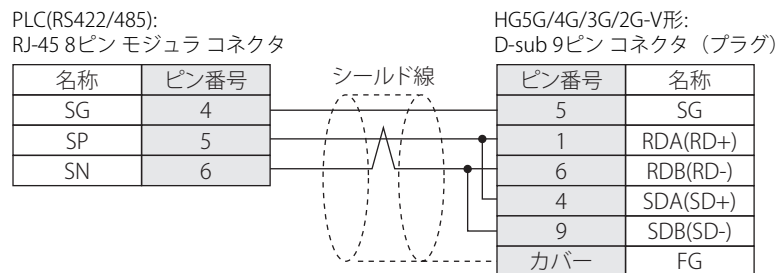 PLC(RS422/485):
RJ-45 8ピン モジュラ コネクタ
HG5G/4G/3G/2G-V形:
D-sub 9ピン コネクタ（プラグ）
名称 ピン番号 シールド線 ピン番号 名称
SG 4 5 SG
SP 5 1 RDA(RD+)
SN 6 6 RDB(RD-)
4 SDA(SD+)
9 SDB(SD-)
カバー FG